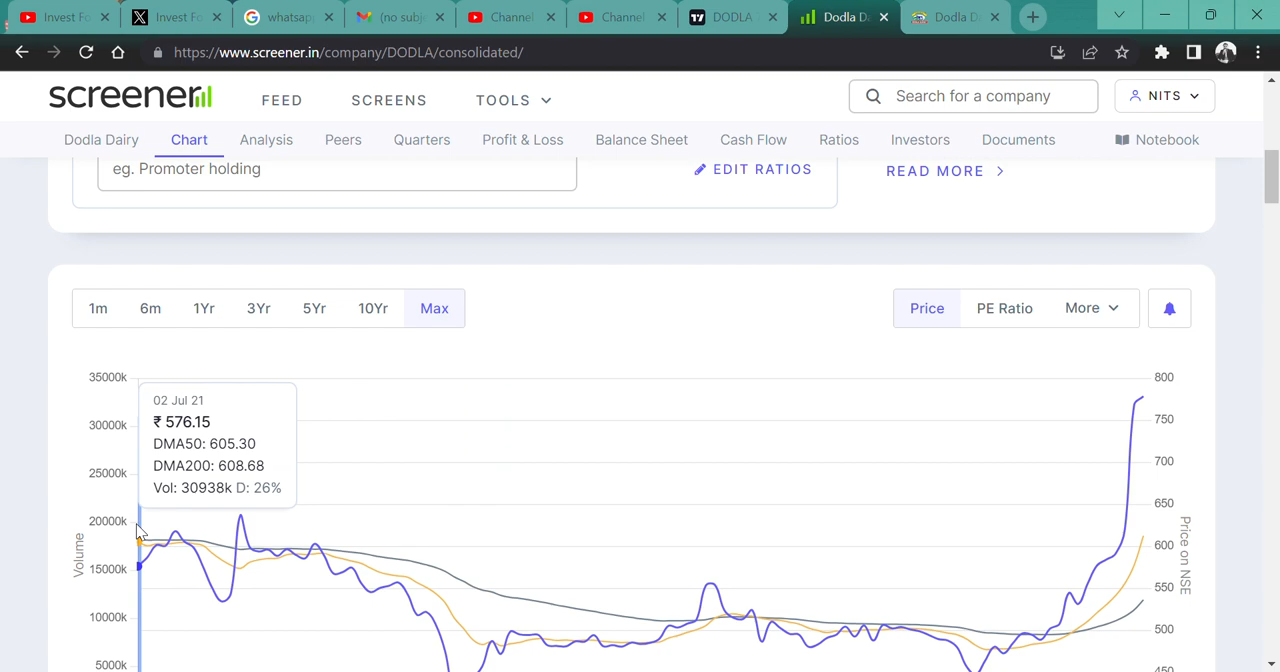 Invest Fo
Invest Fo
whatsapp
(no subj
Channel
Channel
DODLA
Dodla Da
Dodla D
https://www.screener.in/company/DODLA/consolidated/
screener
FEED
SCREENS
TOOLS
Search for a company
NITS
Dodla Dairy
Chart
Analysis
Peers
Quarters
Profit & Loss
Balance Sheet
Cash Flow
Ratios
Investors
Documents
Notebook
eg. Promoter holding
EDIT RATIOS
READ MORE
1m
6m
1Yr
3Yr
5Yr
10Yr
Max
Price
PE Ratio
More
35000k
30000k
25000k
20000k
15000k
10000k
5000k
Volume
02 Jul 21
₹ 576.15
DMA50: 605.30
DMA200: 608.68
Vol: 30938k D: 26%
800
750
700
650
600
550
500
450
Price on NSE